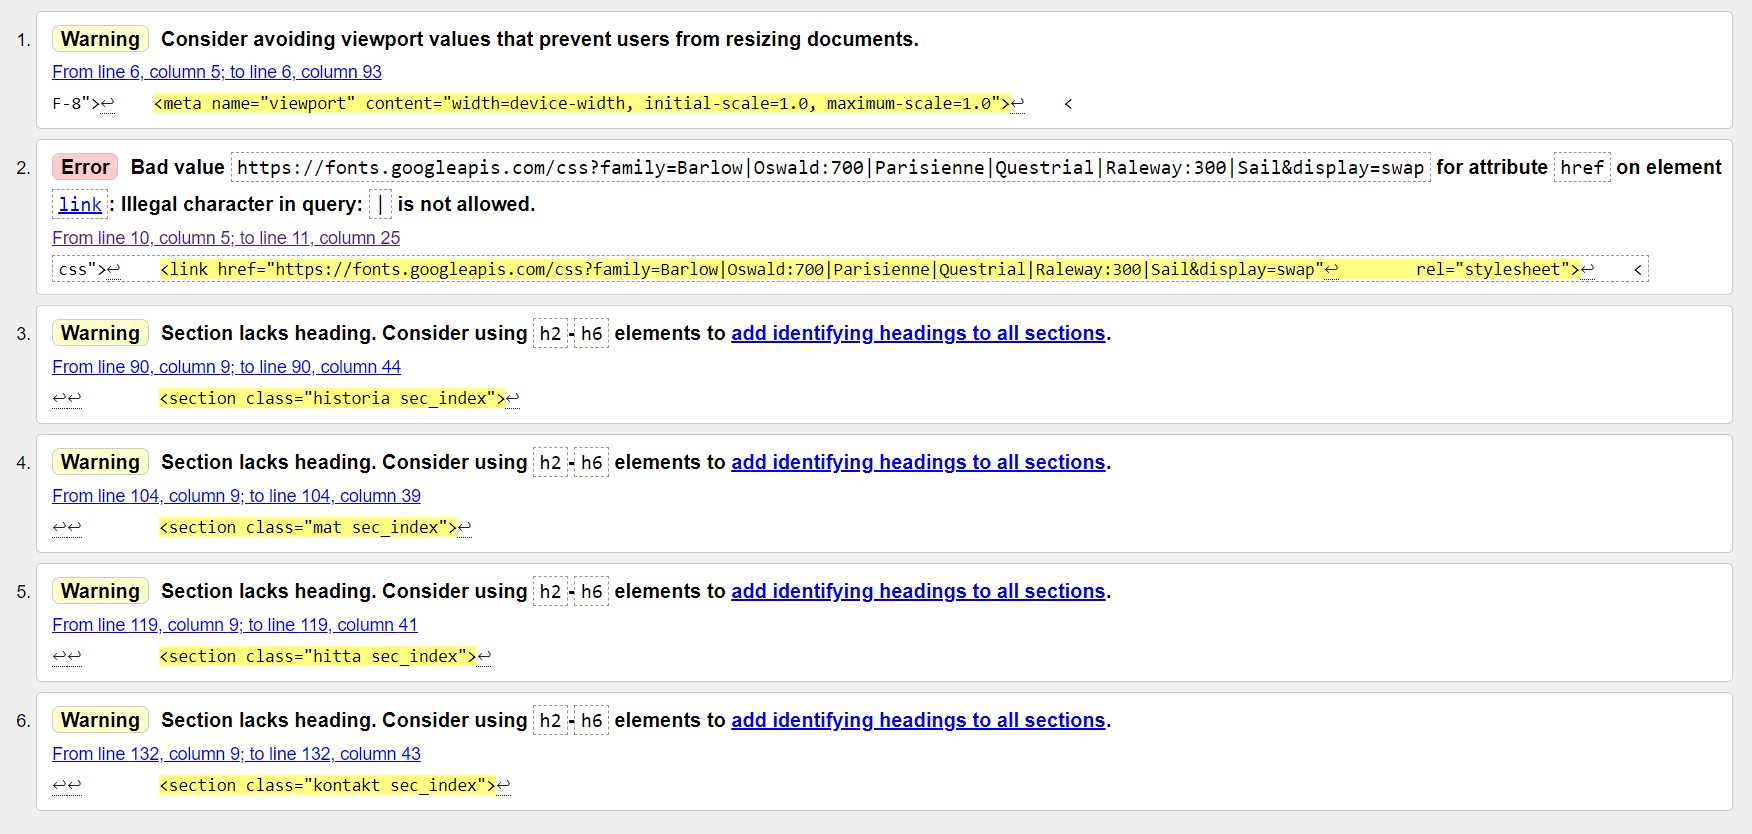 1. Warning Consider avoiding viewport values that prevent users from resizing documents.
From line 6, column 5; to line 6, column 93
F-8">↩    <meta name="viewport" content="width=device-width, initial-scale=1.0, maximum-scale=1.0">↩    <
2. Error Bad value https://fonts.googleapis.com/css?family=Barlow|Oswald:700|Parisienne|Questrial|Raleway:300|Sail&display=swap for attribute href on element
link: Illegal character in query: | is not allowed.
From line 10, column 5; to line 11, column 25
css">↩    <link href="https://fonts.googleapis.com/css?family=Barlow|Oswald:700|Parisienne|Questrial|Raleway:300|Sail&display=swap"↩        rel="stylesheet">↩    <
3. Warning Section lacks heading. Consider using h2-h6 elements to add identifying headings to all sections.
From line 90, column 9; to line 90, column 44
↩↩        <section class="historia sec_index">↩
4. Warning Section lacks heading. Consider using h2-h6 elements to add identifying headings to all sections.
From line 104, column 9; to line 104, column 39
↩↩        <section class="mat sec_index">↩
5. Warning Section lacks heading. Consider using h2-h6 elements to add identifying headings to all sections.
From line 119, column 9; to line 119, column 41
↩↩        <section class="hitta sec_index">↩
6. Warning Section lacks heading. Consider using h2-h6 elements to add identifying headings to all sections.
From line 132, column 9; to line 132, column 43
↩↩        <section class="kontakt sec_index">↩